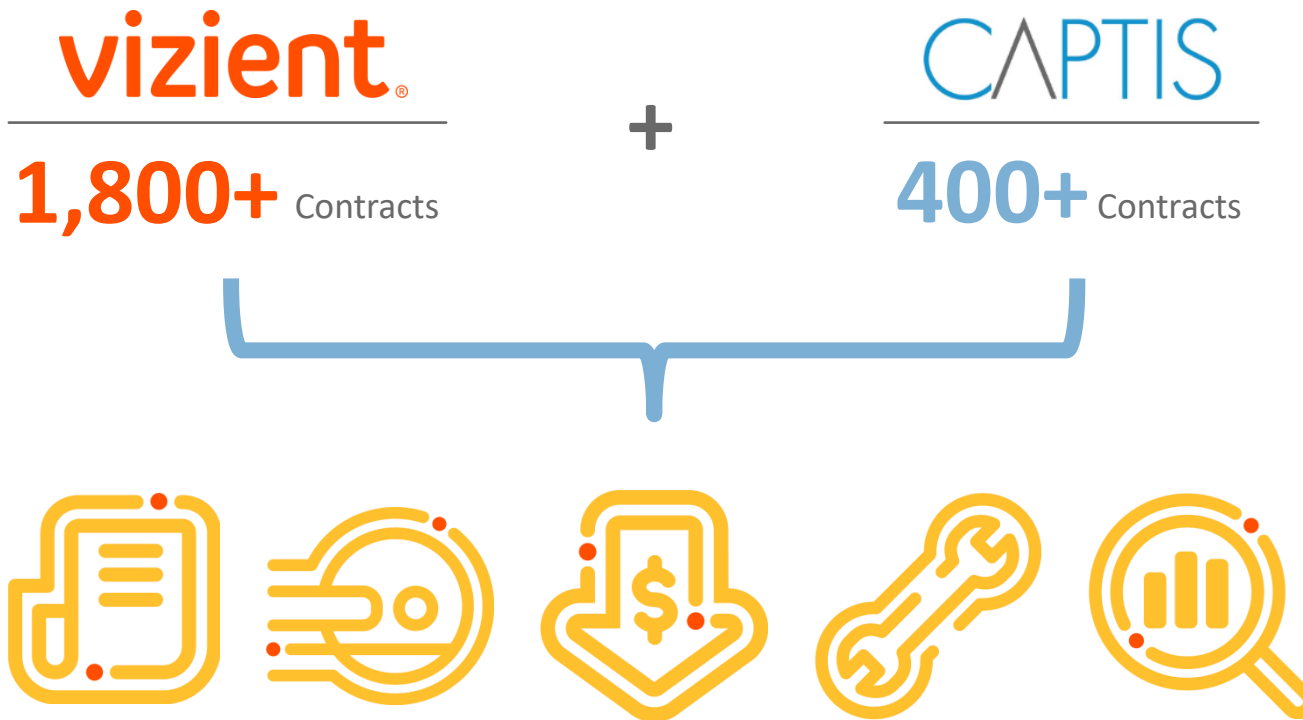 vizient®
CAPTIS
+
1,800+ Contracts
400+ Contracts
$